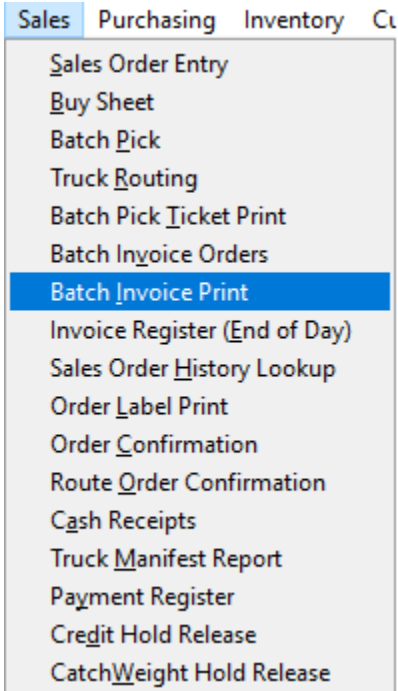 Sales Purchasing Inventory Cu
Sales Order Entry
Buy Sheet
Batch Pick
Truck Routing
Batch Pick Ticket Print
Batch Invoice Orders
Batch Invoice Print
Invoice Register (End of Day)
Sales Order History Lookup
Order Label Print
Order Confirmation
Route Order Confirmation
Cash Receipts
Truck Manifest Report
Payment Register
Credit Hold Release
CatchWeight Hold Release